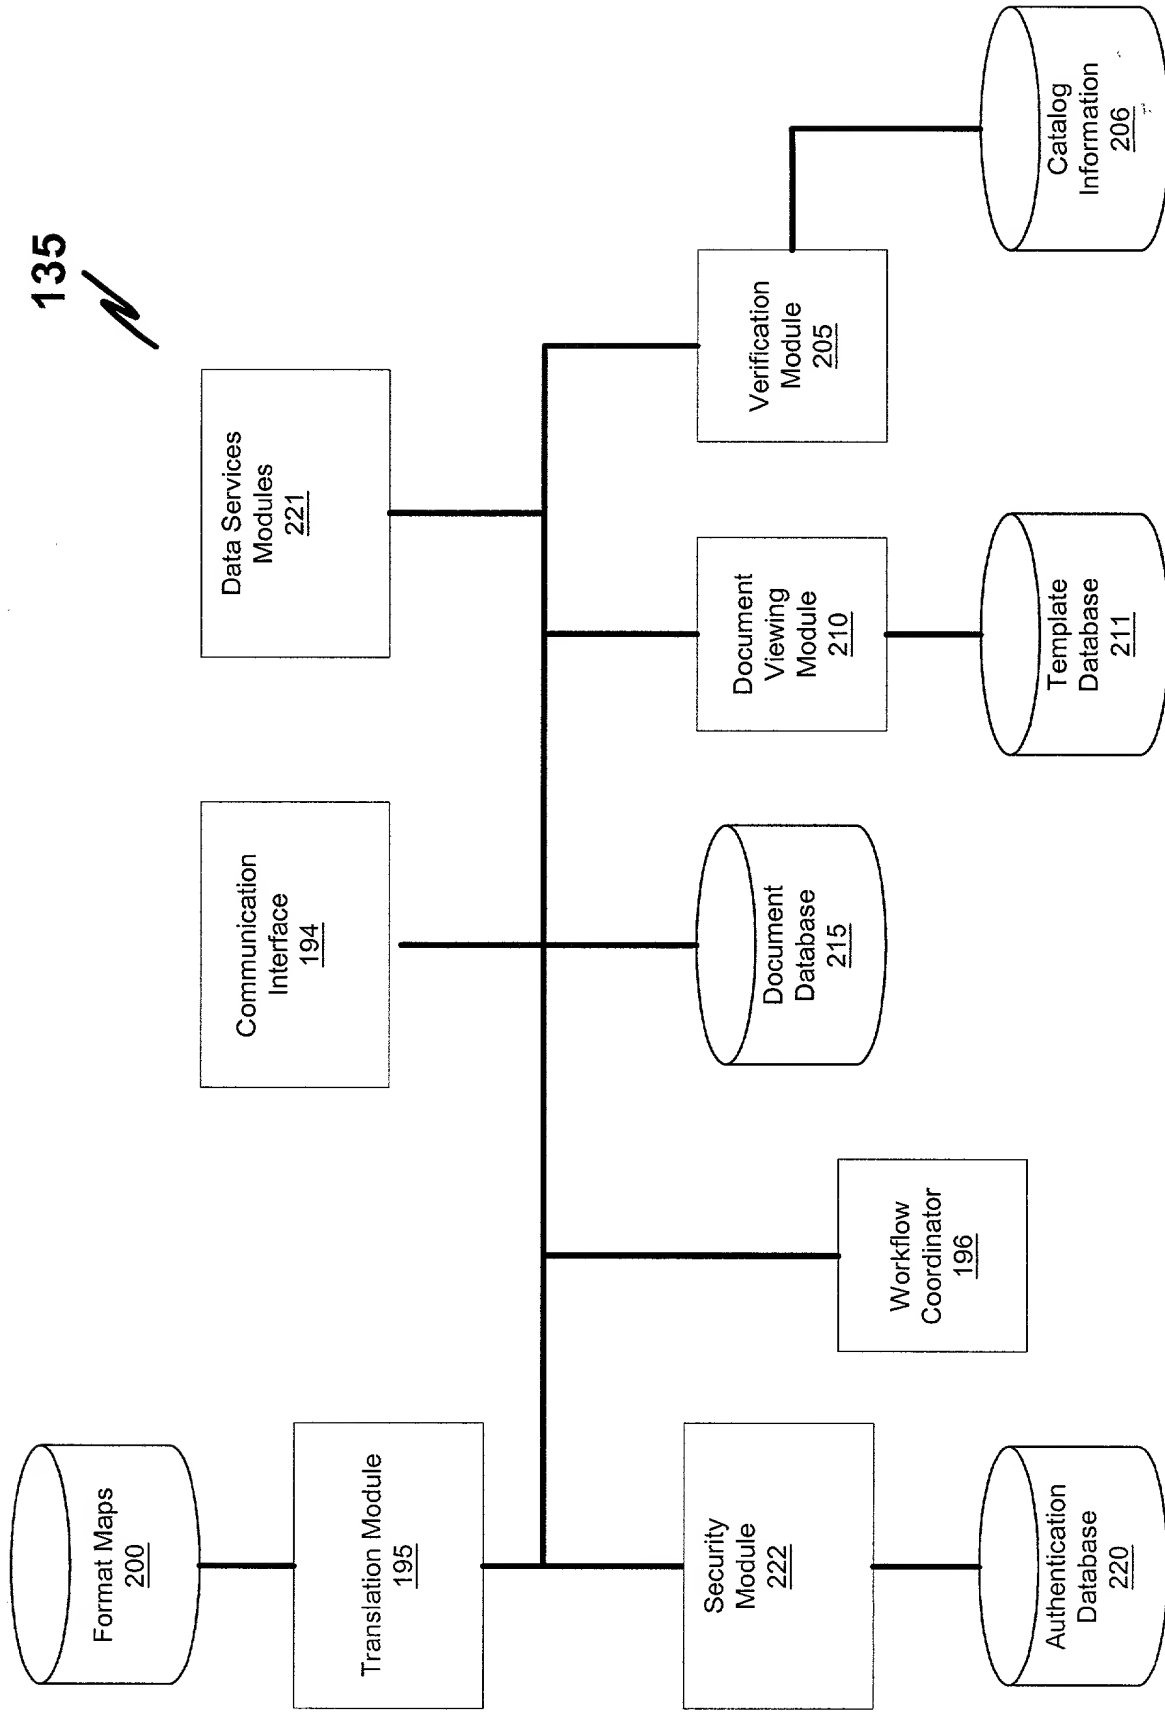 135
Format Maps
200
Translation Module
195
Communication
Interface
194
Data Services
Modules
221
Security
Module
222
Authentication
Database
220
Workflow
Coordinator
196
Document
Database
215
Document
Viewing
Module
210
Template
Database
211
Verification
Module
205
Catalog
Information
206